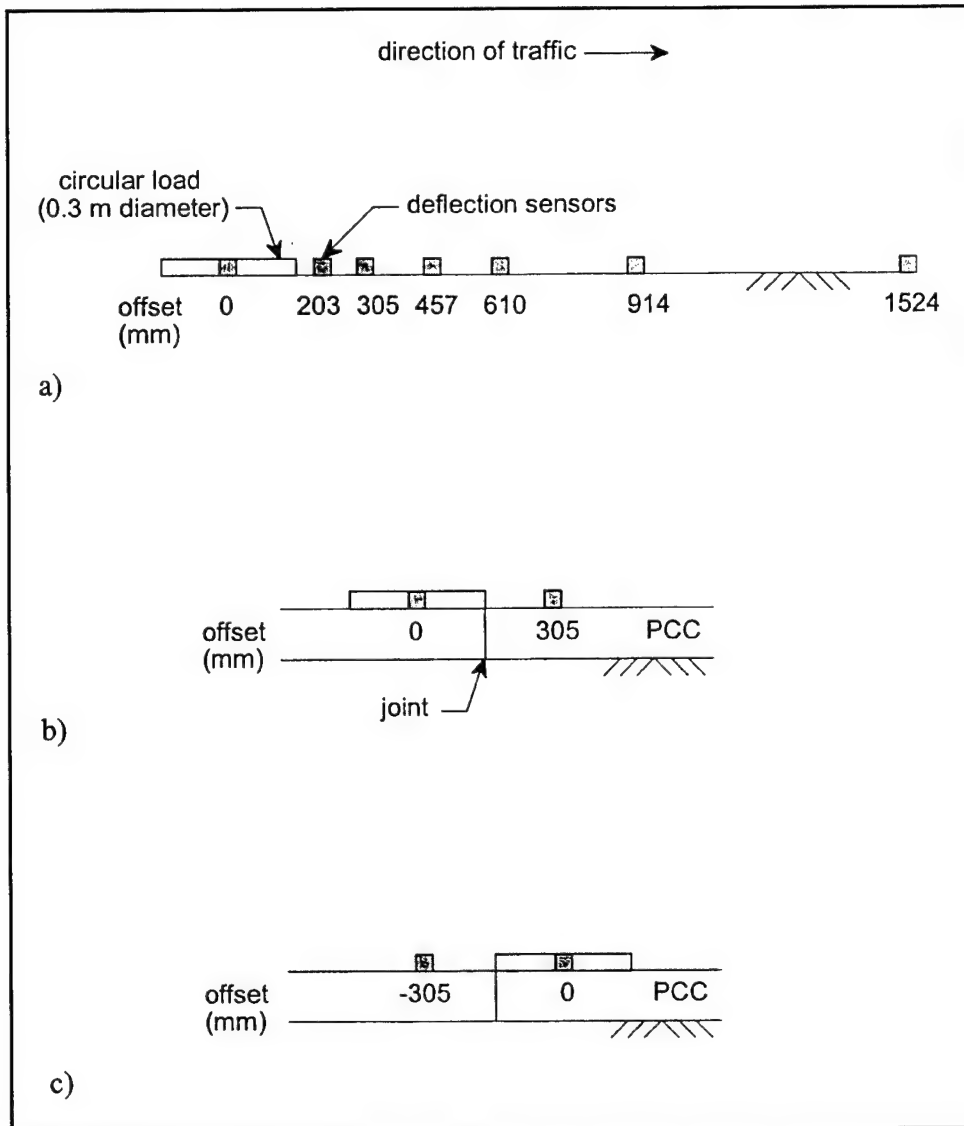 direction of traffic
circular load
(0.3 m diameter)
deflection sensors
offset
(mm)
0 203 305 457 610 914 1524
a)
offset
(mm)
0 305 PCC
joint
b)
offset
(mm)
-305 0 PCC
c)